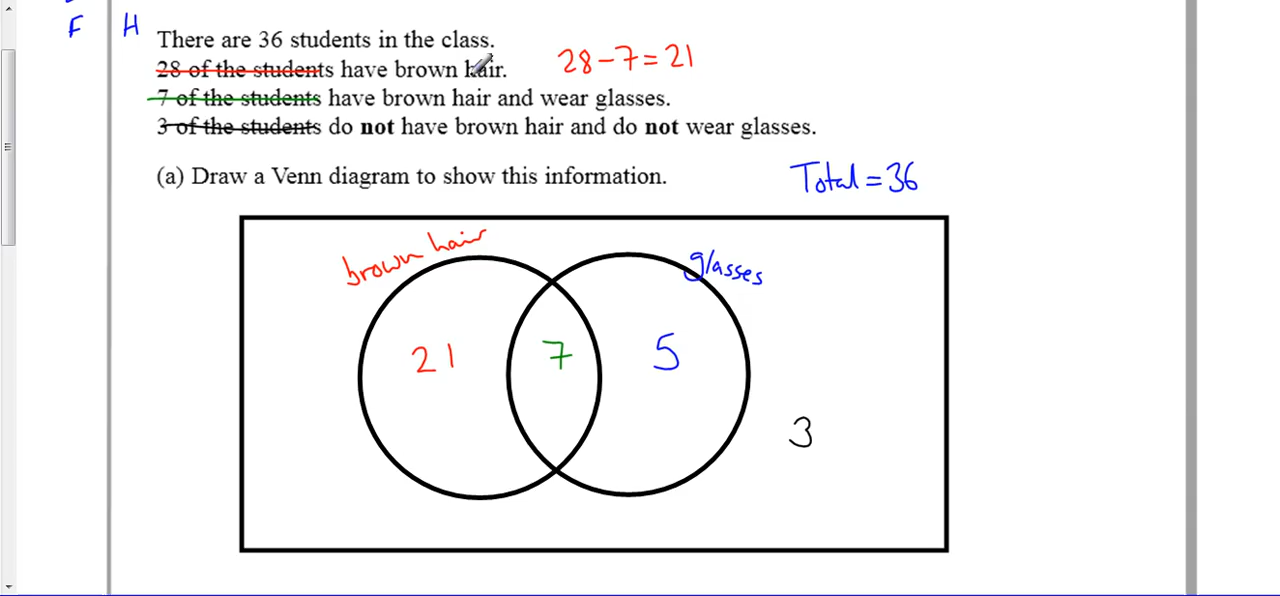 F H
There are 36 students in the class.
28 of the students have brown hair. 28-7=21
7 of the students have brown hair and wear glasses.
3 of the students do not have brown hair and do not wear glasses.
(a) Draw a Venn diagram to show this information.
Total=36
brown hair
glasses
21 7 5
3